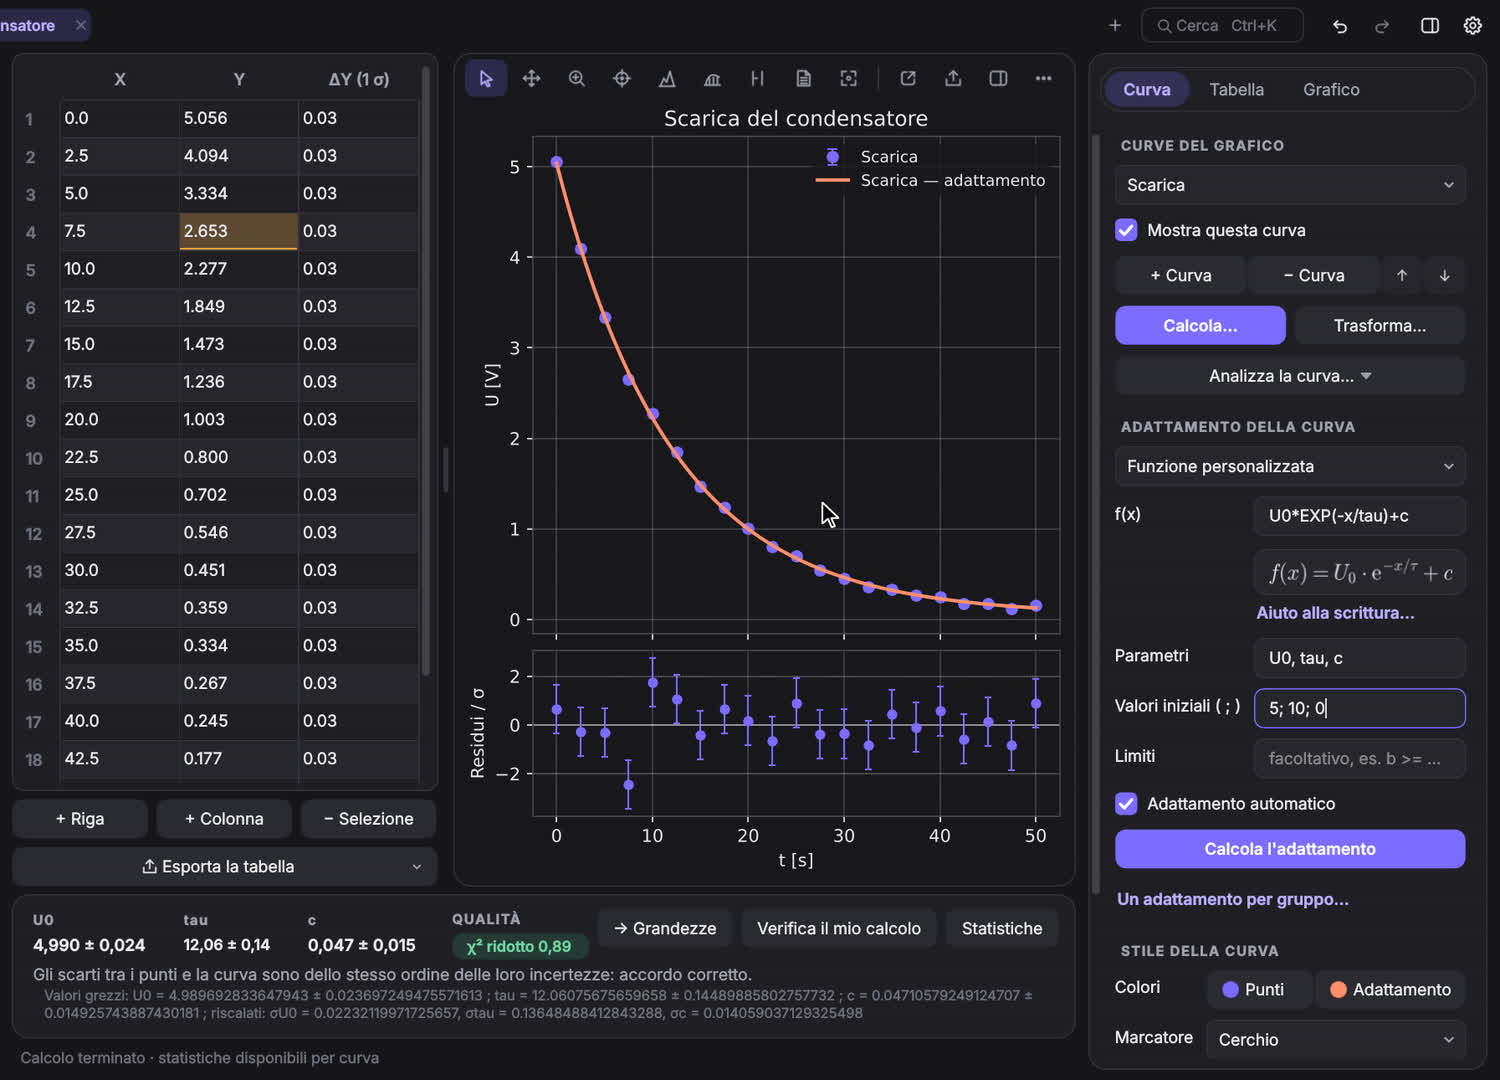 nsatore
Cerca Ctrl+K
X Y ΔY (1 σ)
1 0.0 5.056 0.03
2 2.5 4.094 0.03
3 5.0 3.334 0.03
4 7.5 2.653 0.03
5 10.0 2.277 0.03
6 12.5 1.849 0.03
7 15.0 1.473 0.03
8 17.5 1.236 0.03
9 20.0 1.003 0.03
10 22.5 0.800 0.03
11 25.0 0.702 0.03
12 27.5 0.546 0.03
13 30.0 0.451 0.03
14 32.5 0.359 0.03
15 35.0 0.334 0.03
16 37.5 0.267 0.03
17 40.0 0.245 0.03
18 42.5 0.177 0.03
+ Riga
+ Colonna
− Selezione
Esporta la tabella
Scarica del condensatore
Scarica
Scarica — adattamento
U [V]
5
4
3
2
1
0
Residui / σ
2
0
−2
0 10 20 30 40 50
t [s]
U0 tau c QUALITÀ
4,990 ± 0,024 12,06 ± 0,14 0,047 ± 0,015 χ² ridotto 0,89
→ Grandezze
Verifica il mio calcolo
Statistiche
Gli scarti tra i punti e la curva sono dello stesso ordine delle loro incertezze: accordo corretto.
Valori grezzi: U0 = 4.989692833647943 ± 0.023697249475571613 ; tau = 12.06075675659658 ± 0.14489885802757732 ; c = 0.04710579249124707 ±
0.014925743887430181 ; riscalati: σU0 = 0.02232119971725657, σtau = 0.13648488412843288, σc = 0.014059037129325498
Calcolo terminato · statistiche disponibili per curva
Curva Tabella Grafico
CURVE DEL GRAFICO
Scarica
Mostra questa curva
+ Curva − Curva ↑ ↓
Calcola... Trasforma...
Analizza la curva...
ADATTAMENTO DELLA CURVA
Funzione personalizzata
f(x) U0*EXP(-x/tau)+c
f(x) = U₀ · e^{−x/τ} + c
Aiuto alla scrittura...
Parametri U0, tau, c
Valori iniziali ( ; ) 5; 10; 0
Limiti facoltativo, es. b >= ...
Adattamento automatico
Calcola l'adattamento
Un adattamento per gruppo...
STILE DELLA CURVA
Colori Punti Adattamento
Marcatore Cerchio